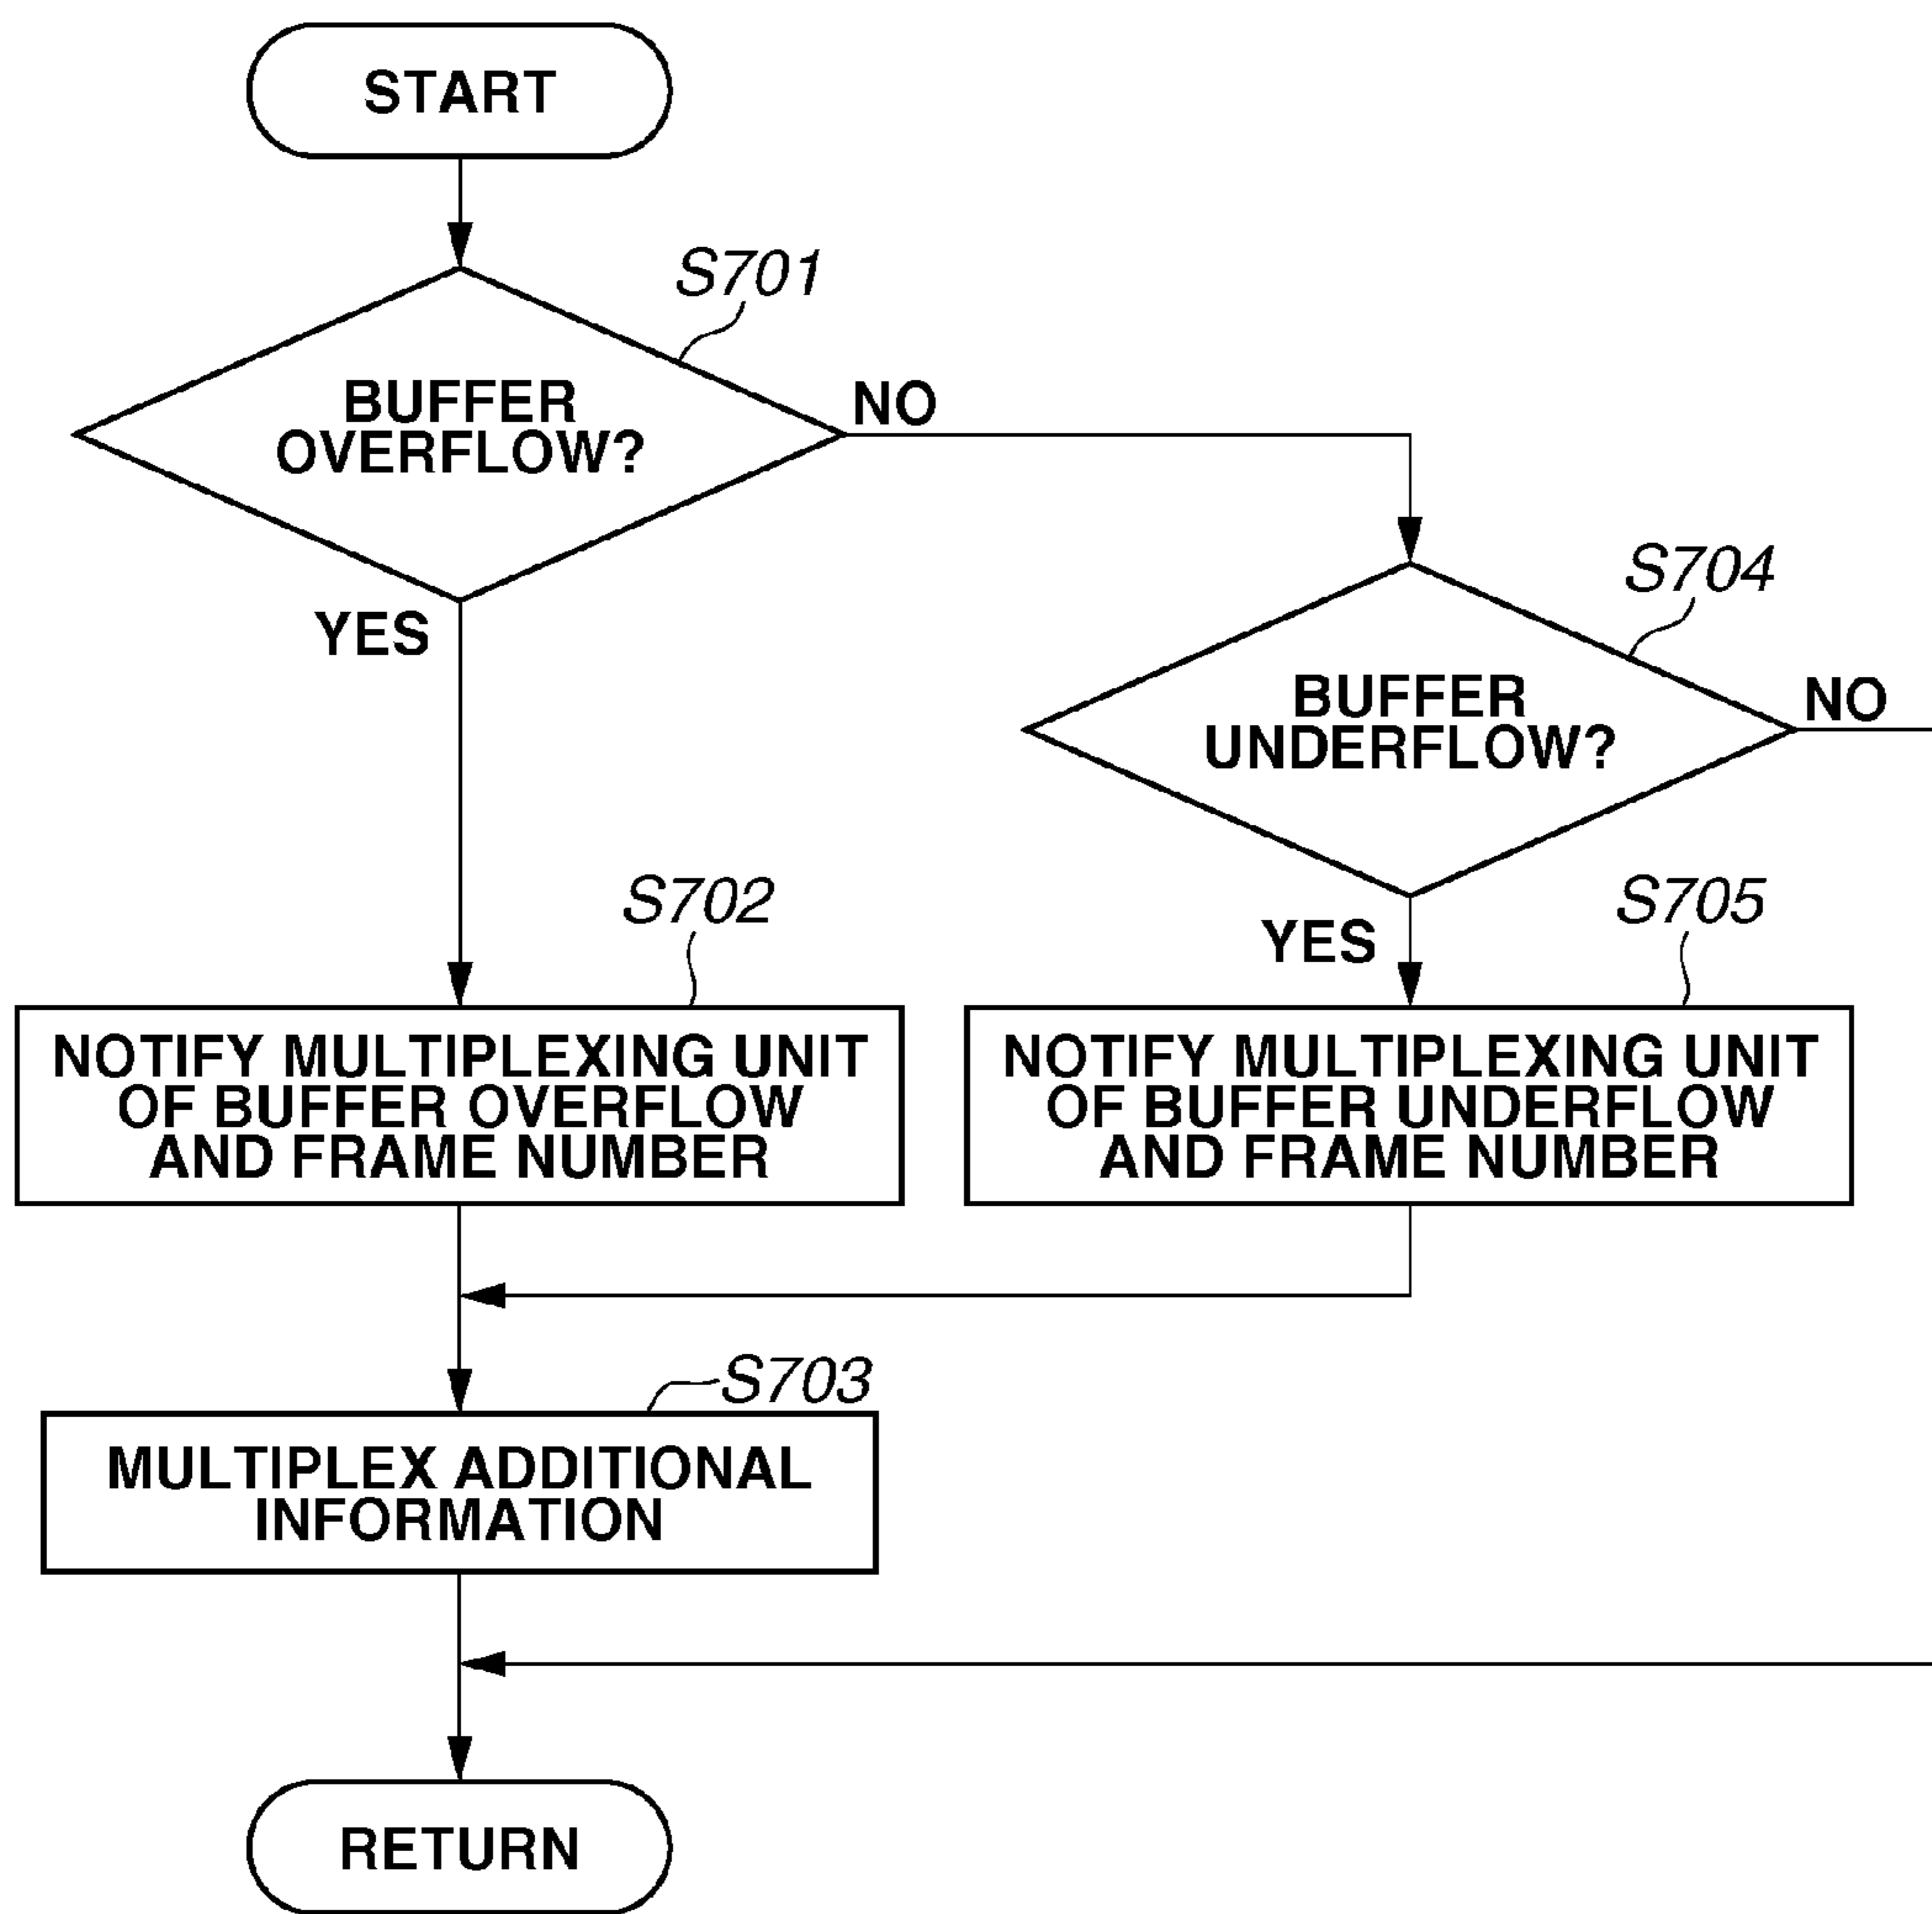 START
S701
BUFFER
OVERFLOW?
NO
YES
S704
BUFFER
UNDERFLOW?
NO
YES
S702
NOTIFY MULTIPLEXING UNIT
OF BUFFER OVERFLOW
AND FRAME NUMBER
S705
NOTIFY MULTIPLEXING UNIT
OF BUFFER UNDERFLOW
AND FRAME NUMBER
S703
MULTIPLEX ADDITIONAL
INFORMATION
RETURN